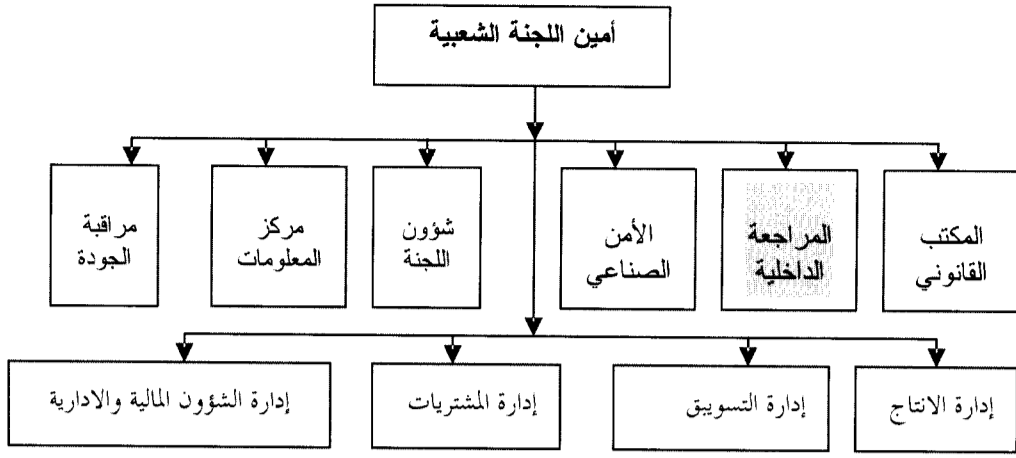 أمين اللجنة الشعبية
المكتب
القانوني
المراجعة
الداخلية
الأمن
الصناعي
شؤون
اللجنة
مركز
المعلومات
مراقبة
الجودة
إدارة الانتاج
إدارة التسويق
إدارة المشتريات
إدارة الشؤون المالية والادارية